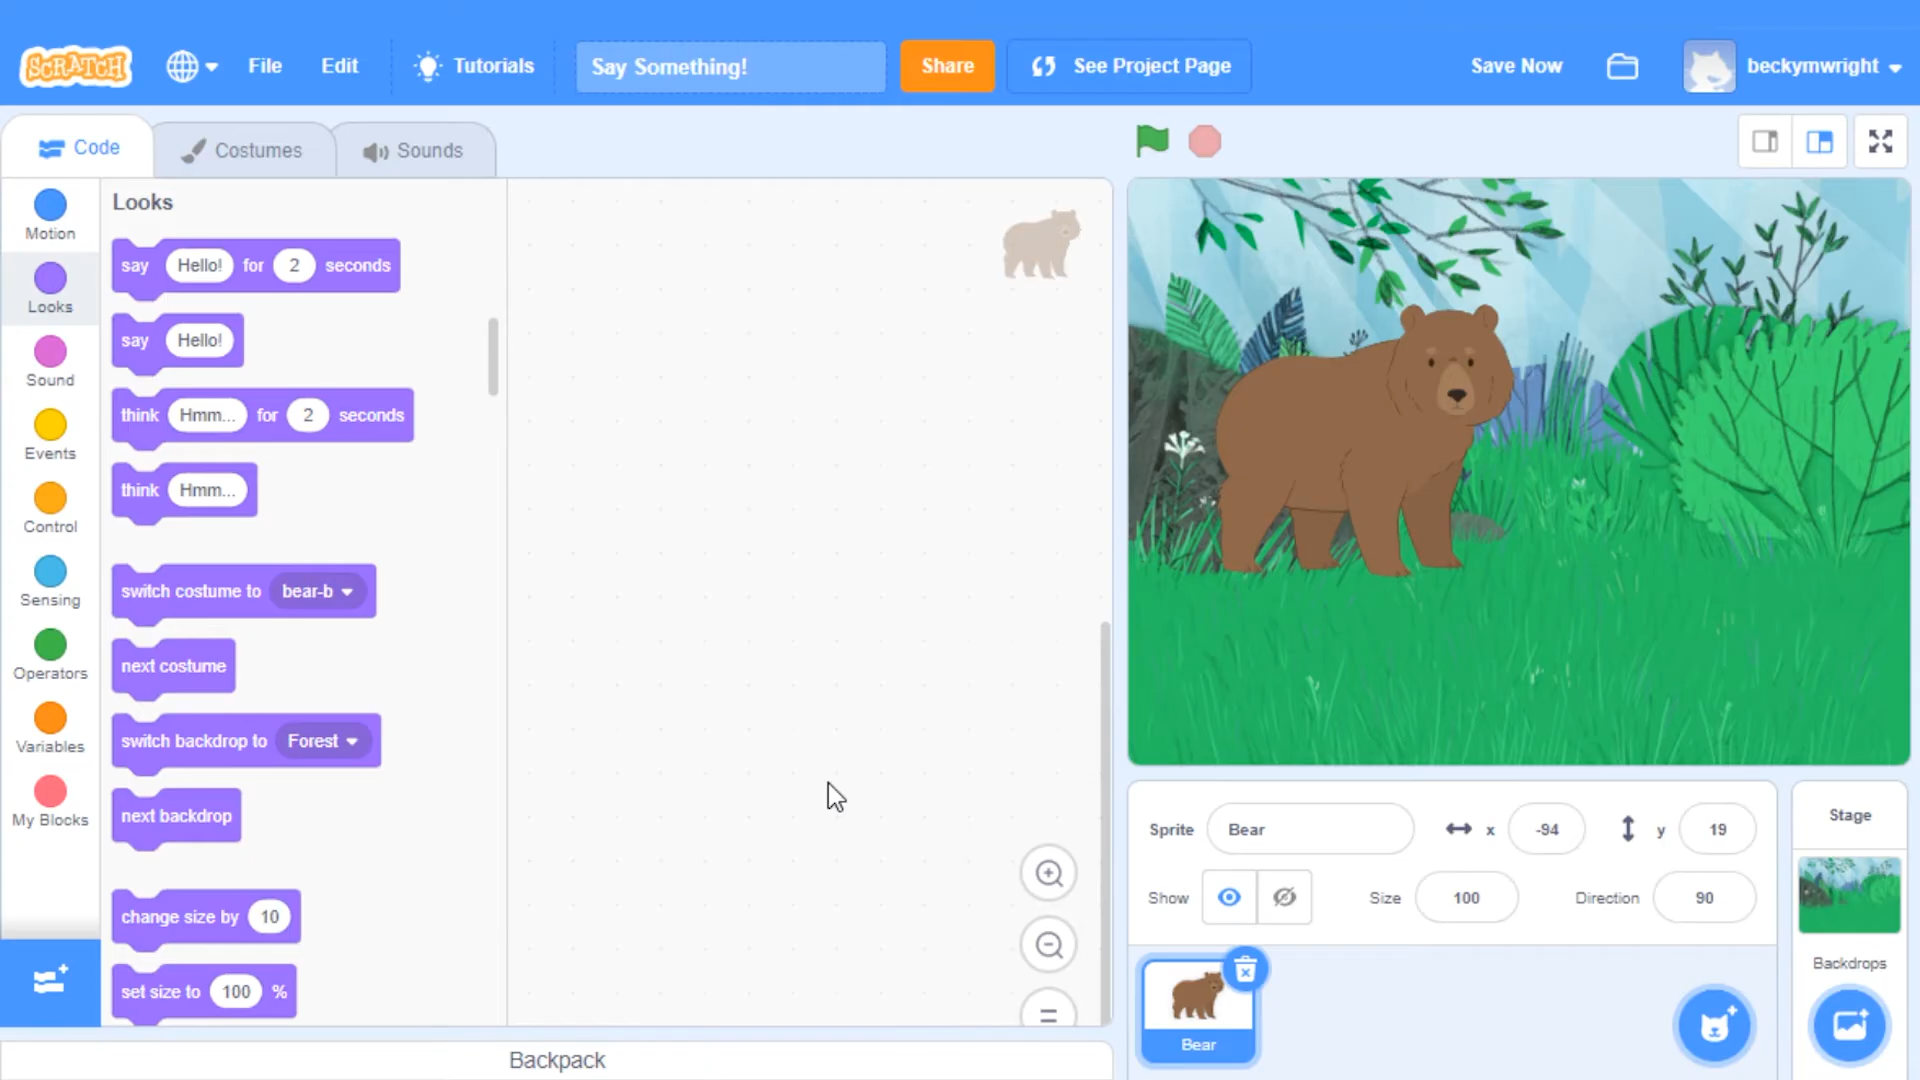 SCRATCH File Edit Tutorials Say Something! Share See Project Page Save Now beckymwright
Code Costumes Sounds
Motion
Looks
Sound
Events
Control
Sensing
Operators
Variables
My Blocks
Looks
say Hello! for 2 seconds
say Hello!
think Hmm... for 2 seconds
think Hmm...
switch costume to bear-b
next costume
switch backdrop to Forest
next backdrop
change size by 10
set size to 100 %
Backpack
Sprite Bear x -94 y 19
Show Size 100 Direction 90
Bear
Stage
Backdrops